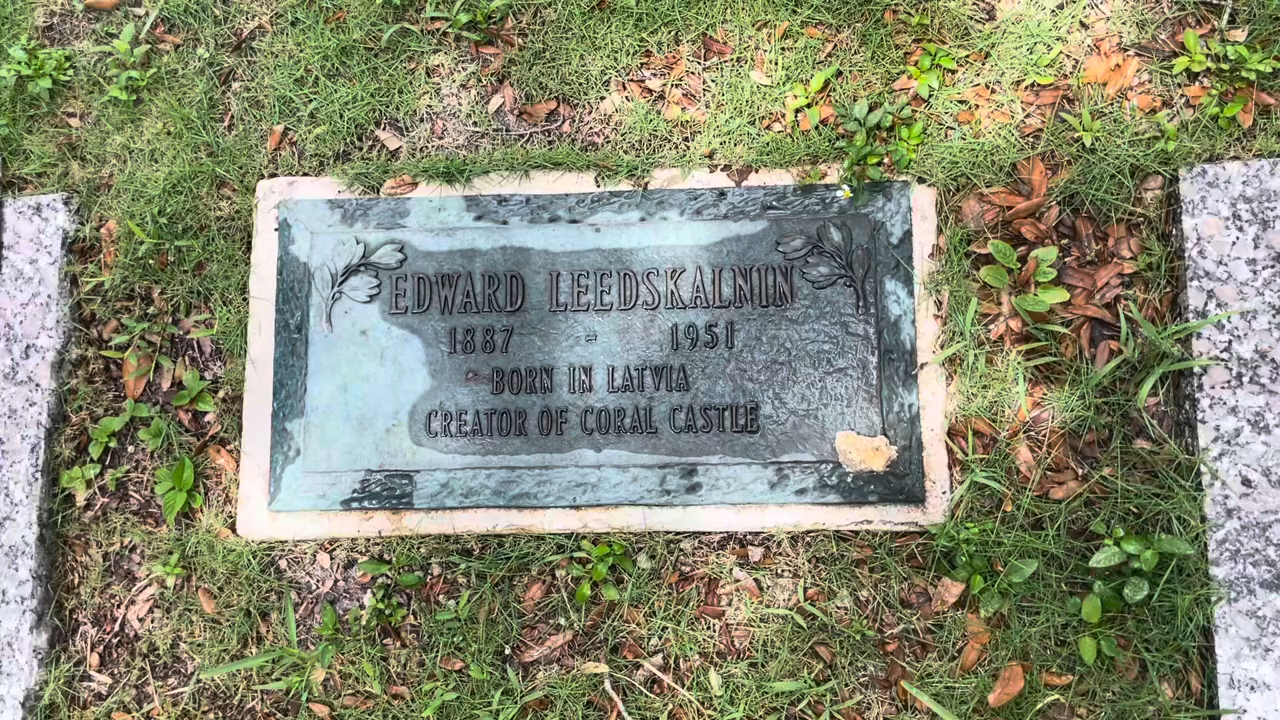 EDWARD LEEDSKALNIN
1887 - 1951
BORN IN LATVIA
CREATOR OF CORAL CASTLE